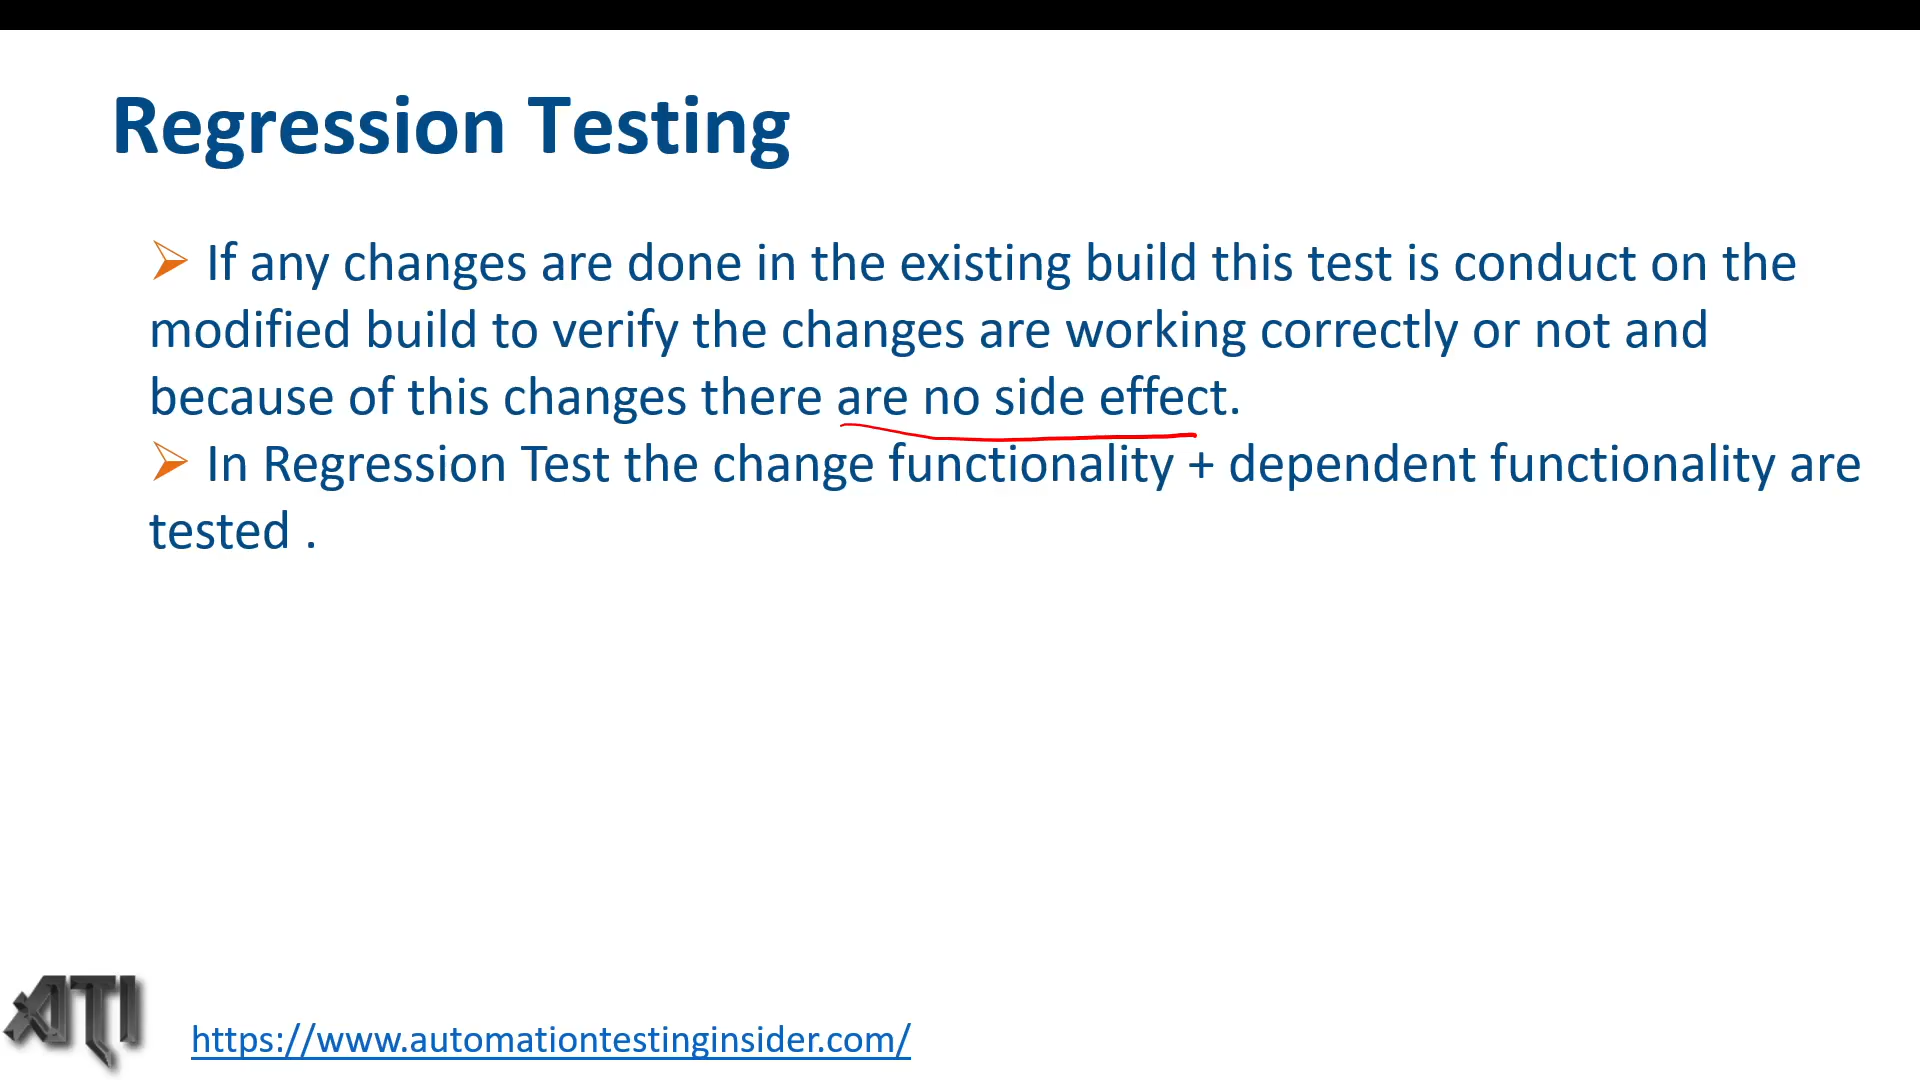 Regression Testing
➢ If any changes are done in the existing build this test is conduct on the
modified build to verify the changes are working correctly or not and
because of this changes there are no side effect.
➢ In Regression Test the change functionality + dependent functionality are
tested .
ATI
https://www.automationtestinginsider.com/